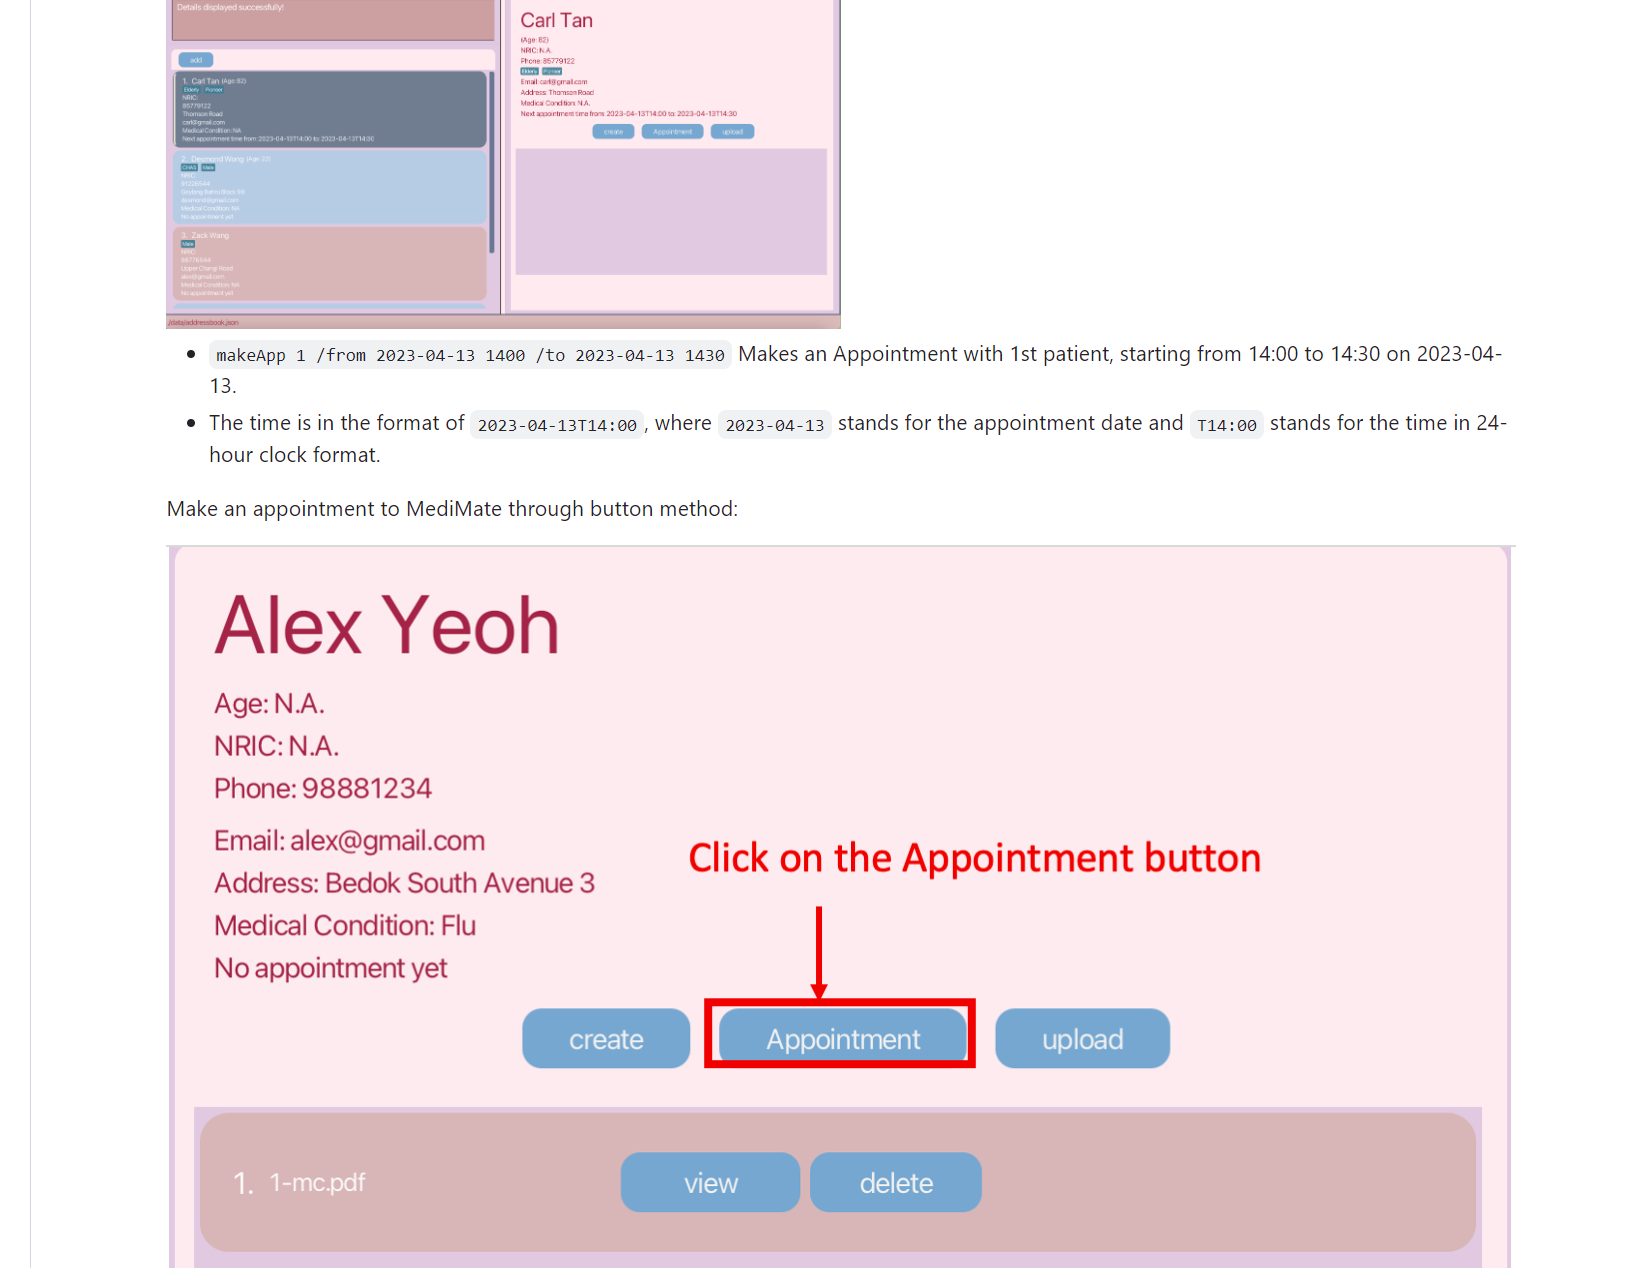 Details displayed successfully!
add
1. Carl Tan (Age: 82)
Elderly Pioneer
NRIC:
85779122
Thomson Road
carl@gmail.com
Medical Condition: NA
Next appointment time from: 2023-04-13T14:00 to: 2023-04-13T14:30
2. Desmond Wong (Age: 22)
CHAS Male
NRIC:
91226544
desmond@gmail.com
Medical Condition: NA
No appointment yet
3. Zack Wang
Male
NRIC:
Upper Changi Road
alex@gmail.com
Medical Condition: NA
No appointment yet
/data/addressbook.json
Carl Tan
(Age: 82)
NRIC: N.A.
Phone: 85779122
Elderly Pioneer
Email: carl@gmail.com
Address: Thomson Road
Medical Condition: N.A.
Next appointment time from: 2023-04-13T14:00 to: 2023-04-13T14:30
create Appointment upload
makeApp 1 /from 2023-04-13 1400 /to 2023-04-13 1430 Makes an Appointment with 1st patient, starting from 14:00 to 14:30 on 2023-04-
13.
The time is in the format of 2023-04-13T14:00, where 2023-04-13 stands for the appointment date and T14:00 stands for the time in 24-
hour clock format.
Make an appointment to MediMate through button method:
Alex Yeoh
Age: N.A.
NRIC: N.A.
Phone: 98881234
Email: alex@gmail.com
Address: Bedok South Avenue 3
Medical Condition: Flu
No appointment yet
Click on the Appointment button
create Appointment upload
1. 1-mc.pdf view delete